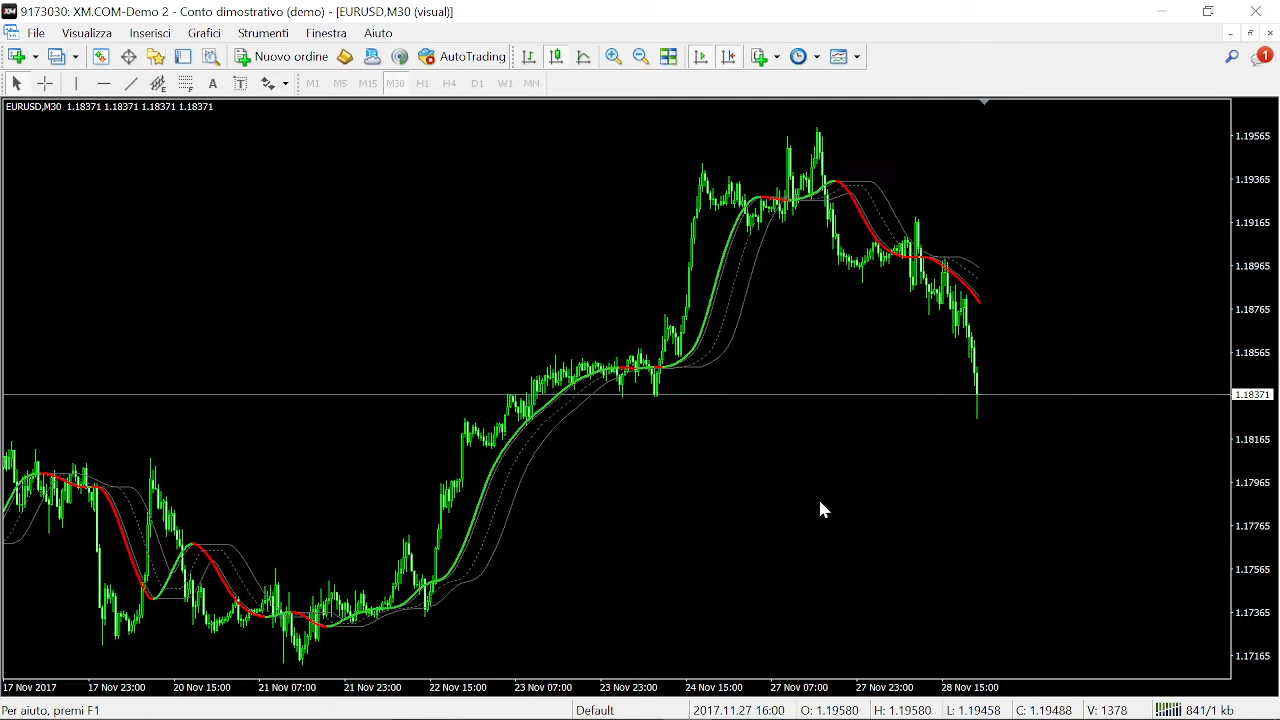 9173030: XM.COM-Demo 2 - Conto dimostrativo (demo) - [EURUSD,M30 (visual)]
File Visualizza Inserisci Grafici Strumenti Finestra Aiuto
Nuovo ordine AutoTrading 1
A T E F M1 M5 M15 M30 H1 H4 D1 W1 MN
EURUSD,M30 1.18371 1.18371 1.18371 1.18371
1.19565
1.19365
1.19165
1.18965
1.18765
1.18565
1.18371
1.18165
1.17965
1.17765
1.17565
1.17365
1.17165
17 Nov 2017 17 Nov 23:00 20 Nov 15:00 21 Nov 07:00 21 Nov 23:00 22 Nov 15:00 23 Nov 07:00 23 Nov 23:00 24 Nov 15:00 27 Nov 07:00 27 Nov 23:00 28 Nov 15:00
Per aiuto, premi F1 Default 2017.11.27 16:00 O: 1.19580 H: 1.19580 L: 1.19458 C: 1.19488 V: 1378 841/1 kb